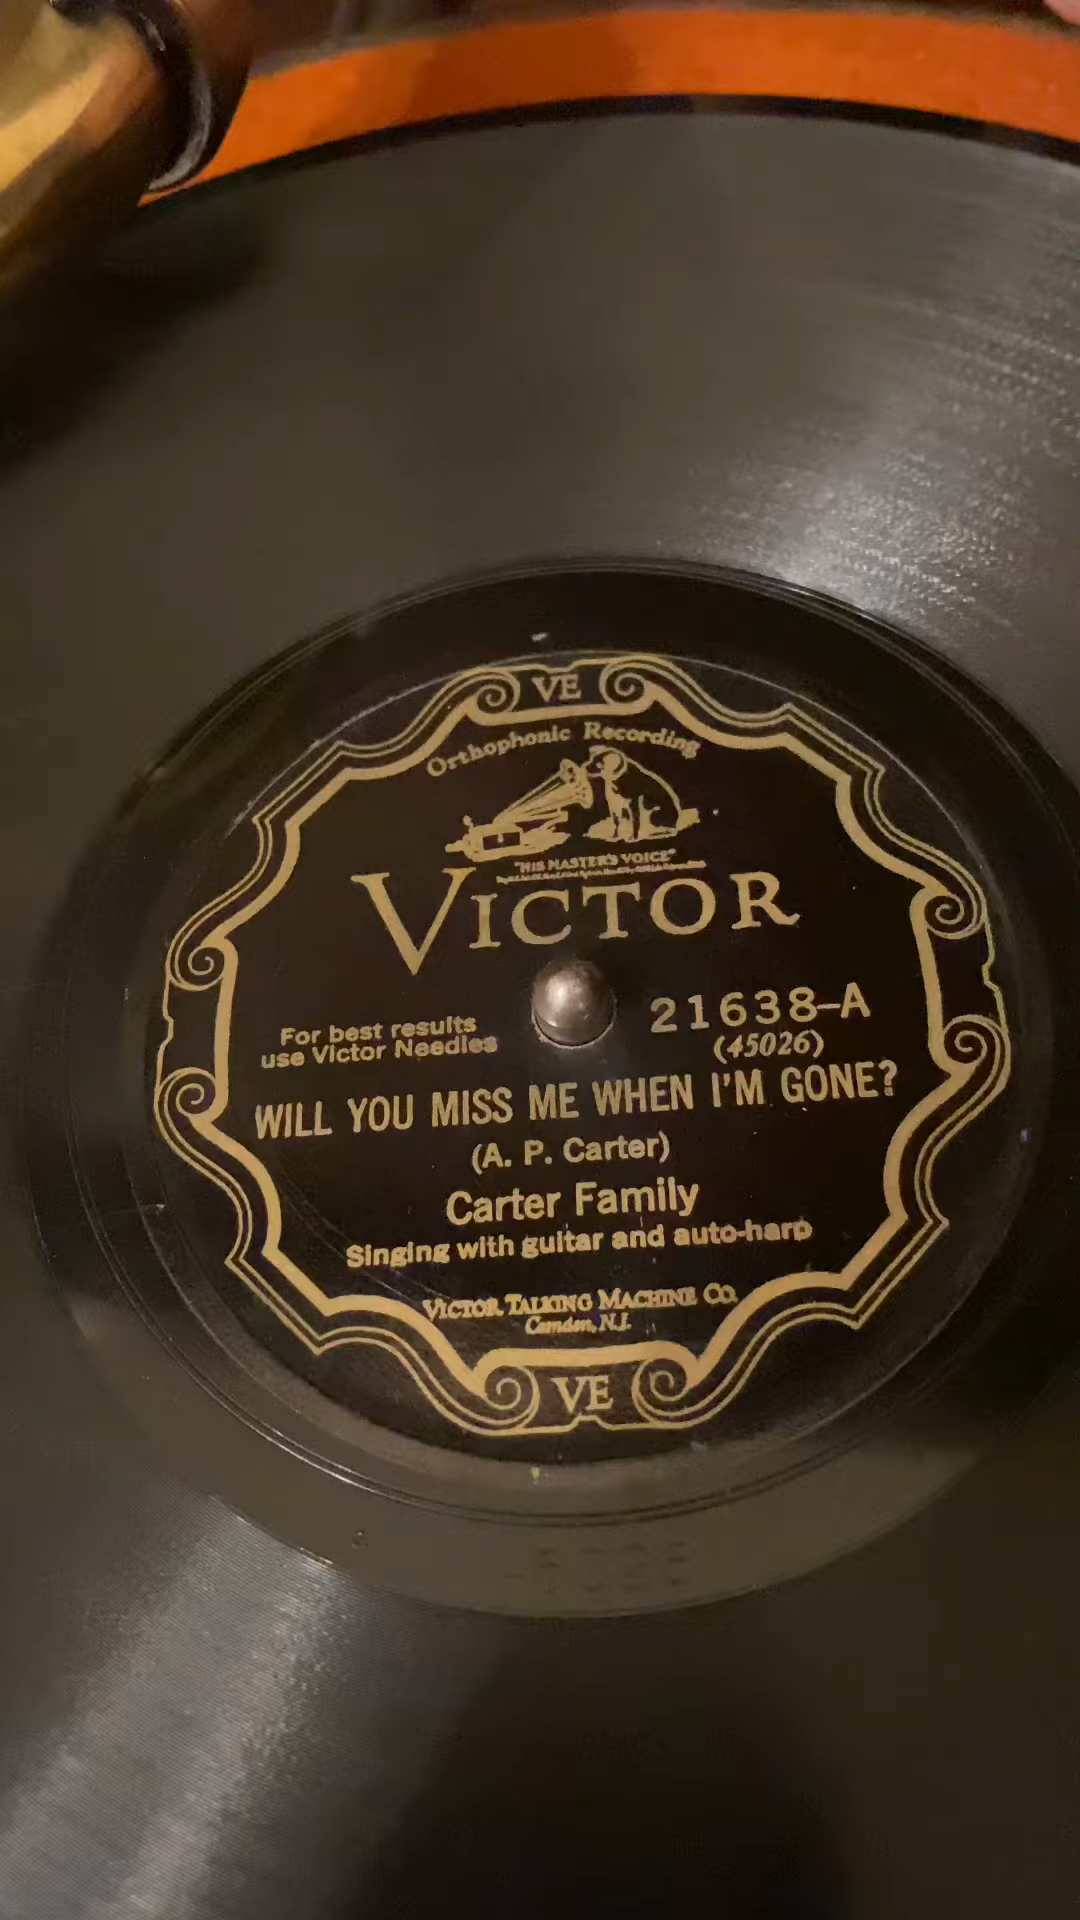 VE
Orthophonic Recording
"HIS MASTER'S VOICE"
VICTOR
21638-A
(45026)
For best results
use Victor Needles
WILL YOU MISS ME WHEN I'M GONE?
(A. P. Carter)
Carter Family
Singing with guitar and auto-harp
VICTOR TALKING MACHINE CO.
Camden, N.J.
VE